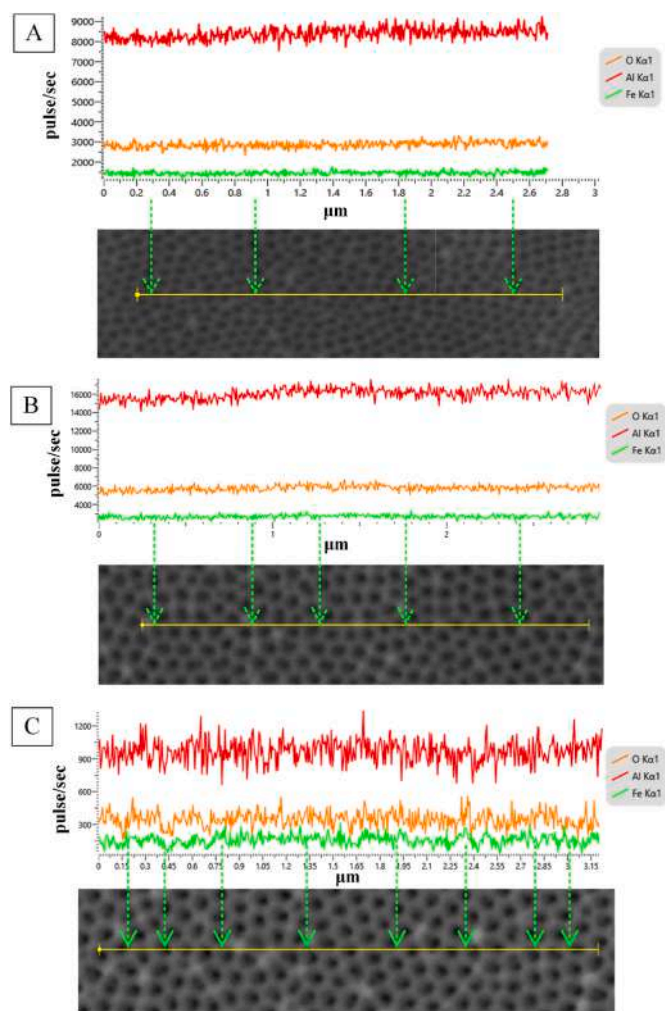 A
pulse/sec
9000
8000
7000
6000
5000
4000
3000
2000
0 0.2 0.4 0.6 0.8 1 1.2 1.4 1.6 1.8 2 2.2 2.4 2.6 2.8 3
μm
O Kα1
Al Kα1
Fe Kα1
B
pulse/sec
16000
14000
12000
10000
8000
6000
4000
0 1 2
μm
O Kα1
Al Kα1
Fe Kα1
C
pulse/sec
1200
900
600
300
0 0.15 0.3 0.45 0.6 0.75 0.9 1.05 1.2 1.35 1.5 1.65 1.8 1.95 2.1 2.25 2.4 2.55 2.7 2.85 3 3.15
μm
O Kα1
Al Kα1
Fe Kα1